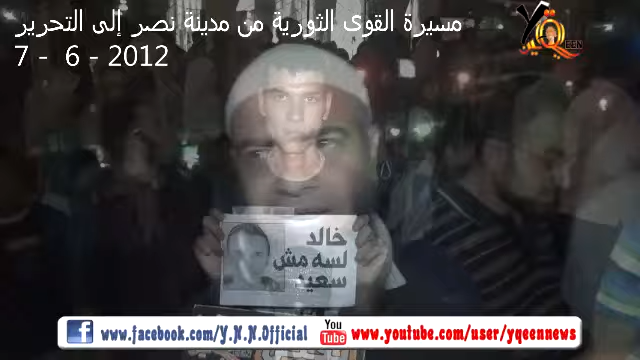 مسيرة القوى الثورية من مدينة نصر إلى التحرير
7 - 6 - 2012
YQEEN
خالد
لسه مش
سعيد
www.facebook.com/Y.N.N.Official
You Tube
www.youtube.com/user/yqeennews